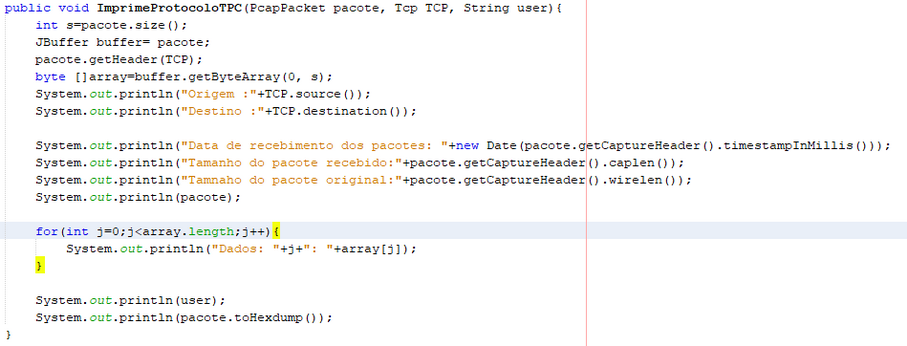 public void ImprimeProtocoloTPC(PcapPacket pacote, Tcp TCP, String user){
int s=pacote.size();
JBuffer buffer= pacote;
pacote.getHeader(TCP);
byte []array=buffer.getByteArray(0, s);
System.out.println("Origem :"+TCP.source());
System.out.println("Destino :"+TCP.destination());
System.out.println("Data de recebimento dos pacotes: "+new Date(pacote.getCaptureHeader().timestampInMillis()));
System.out.println("Tamanho do pacote recebido:"+pacote.getCaptureHeader().caplen());
System.out.println("Tamnaho do pacote original:"+pacote.getCaptureHeader().wirelen());
System.out.println(pacote);
for(int j=0;j<array.length;j++){
System.out.println("Dados: "+j+": "+array[j]);
}
System.out.println(user);
System.out.println(pacote.toHexdump());
}